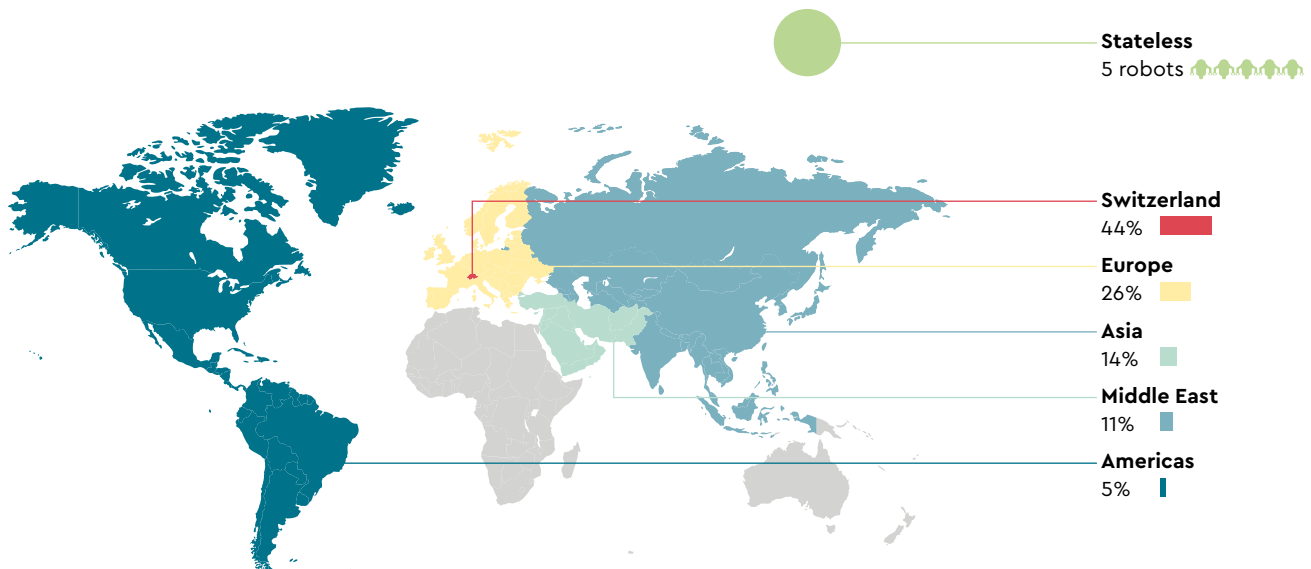 Stateless
5 robots
Switzerland
44%
Europe
26%
Asia
14%
Middle East
11%
Americas
5%